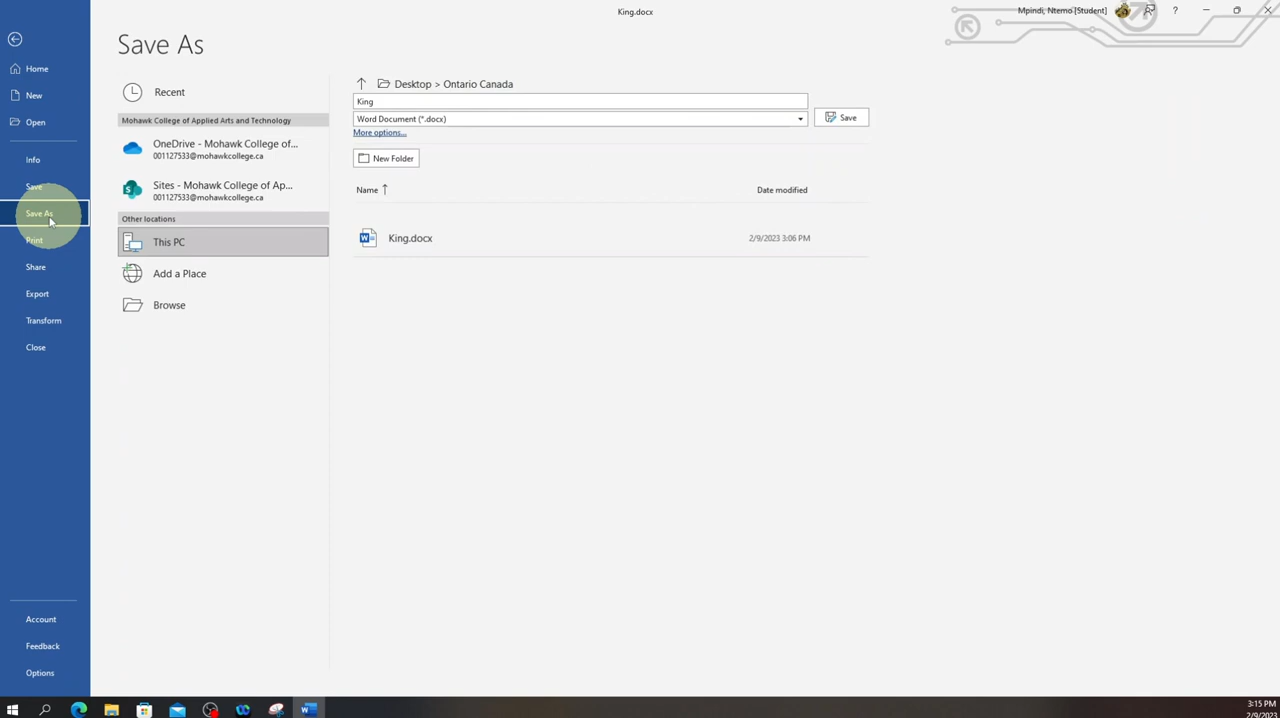 King.docx
Mpindi, Ntemo [Student]
?
Save As
Home
New
Open
Info
Save
Save As
Print
Share
Export
Transform
Close
Account
Feedback
Options
Recent
Mohawk College of Applied Arts and Technology
OneDrive - Mohawk College of...
001127533@mohawkcollege.ca
Sites - Mohawk College of Ap...
001127533@mohawkcollege.ca
Other locations
This PC
Add a Place
Browse
Desktop > Ontario Canada
King
Word Document (*.docx)
Save
More options...
New Folder
Name
Date modified
King.docx
2/9/2023 3:06 PM
3:15 PM
2/9/2023